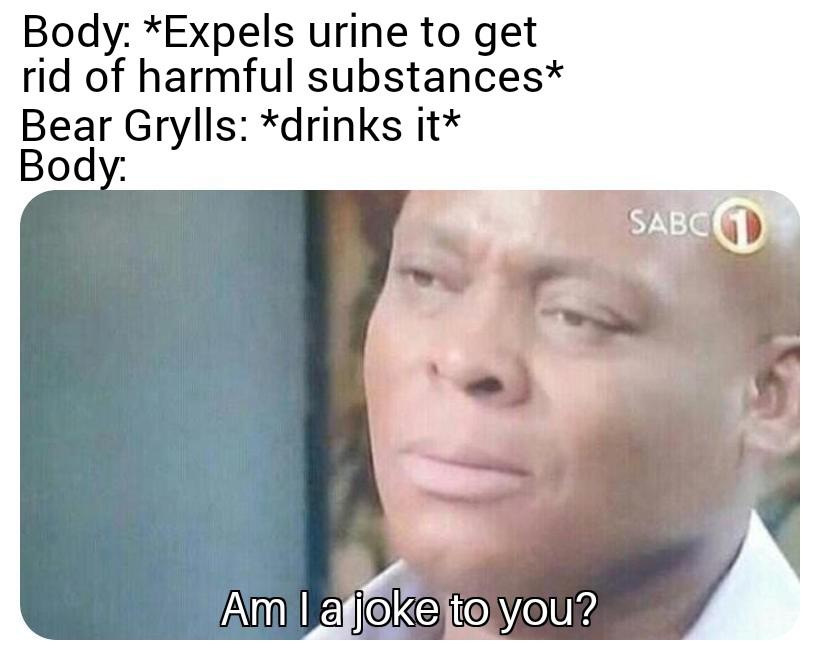 Body: *Expels urine to get
rid of harmful substances*
Bear Grylls: *drinks it*
Body:
SABC 1
Am I a joke to you?